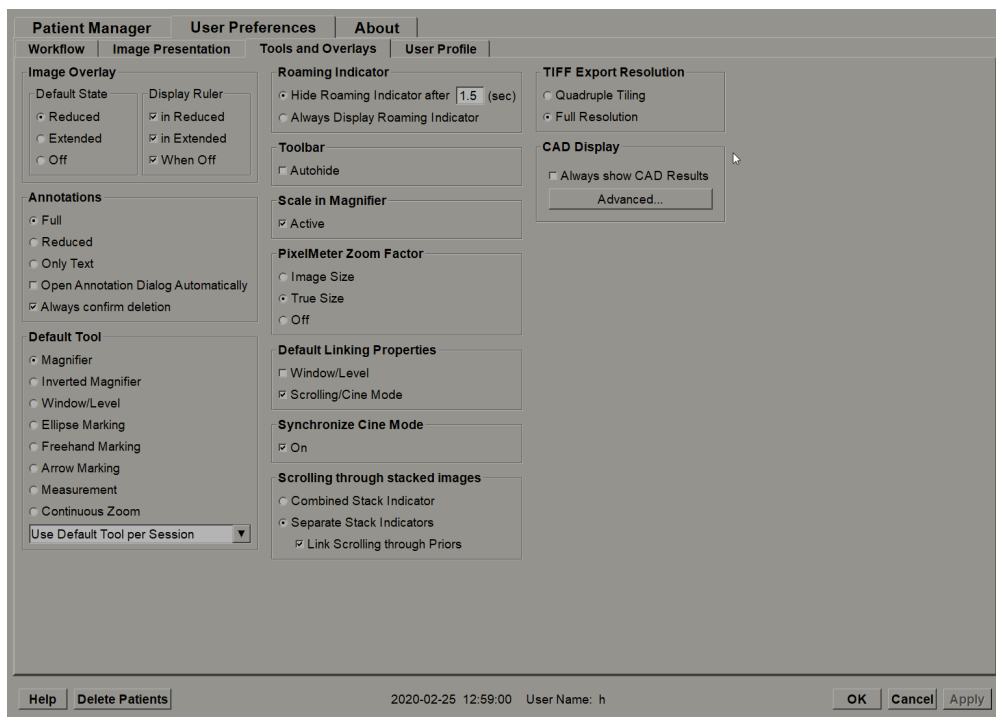 Patient Manager User Preferences About
Workflow Image Presentation Tools and Overlays User Profile
Image Overlay
Default State
Reduced
Extended
Off
Display Ruler
in Reduced
in Extended
When Off
Annotations
Full
Reduced
Only Text
Open Annotation Dialog Automatically
Always confirm deletion
Default Tool
Magnifier
Inverted Magnifier
Window/Level
Ellipse Marking
Freehand Marking
Arrow Marking
Measurement
Continuous Zoom
Use Default Tool per Session
Roaming Indicator
Hide Roaming Indicator after 1.5 (sec)
Always Display Roaming Indicator
Toolbar
Autohide
Scale in Magnifier
Active
PixelMeter Zoom Factor
Image Size
True Size
Off
Default Linking Properties
Window/Level
Scrolling/Cine Mode
Synchronize Cine Mode
On
Scrolling through stacked images
Combined Stack Indicator
Separate Stack Indicators
Link Scrolling through Priors
TIFF Export Resolution
Quadruple Tiling
Full Resolution
CAD Display
Always show CAD Results
Advanced...
Help Delete Patients 2020-02-25 12:59:00 User Name: h OK Cancel Apply